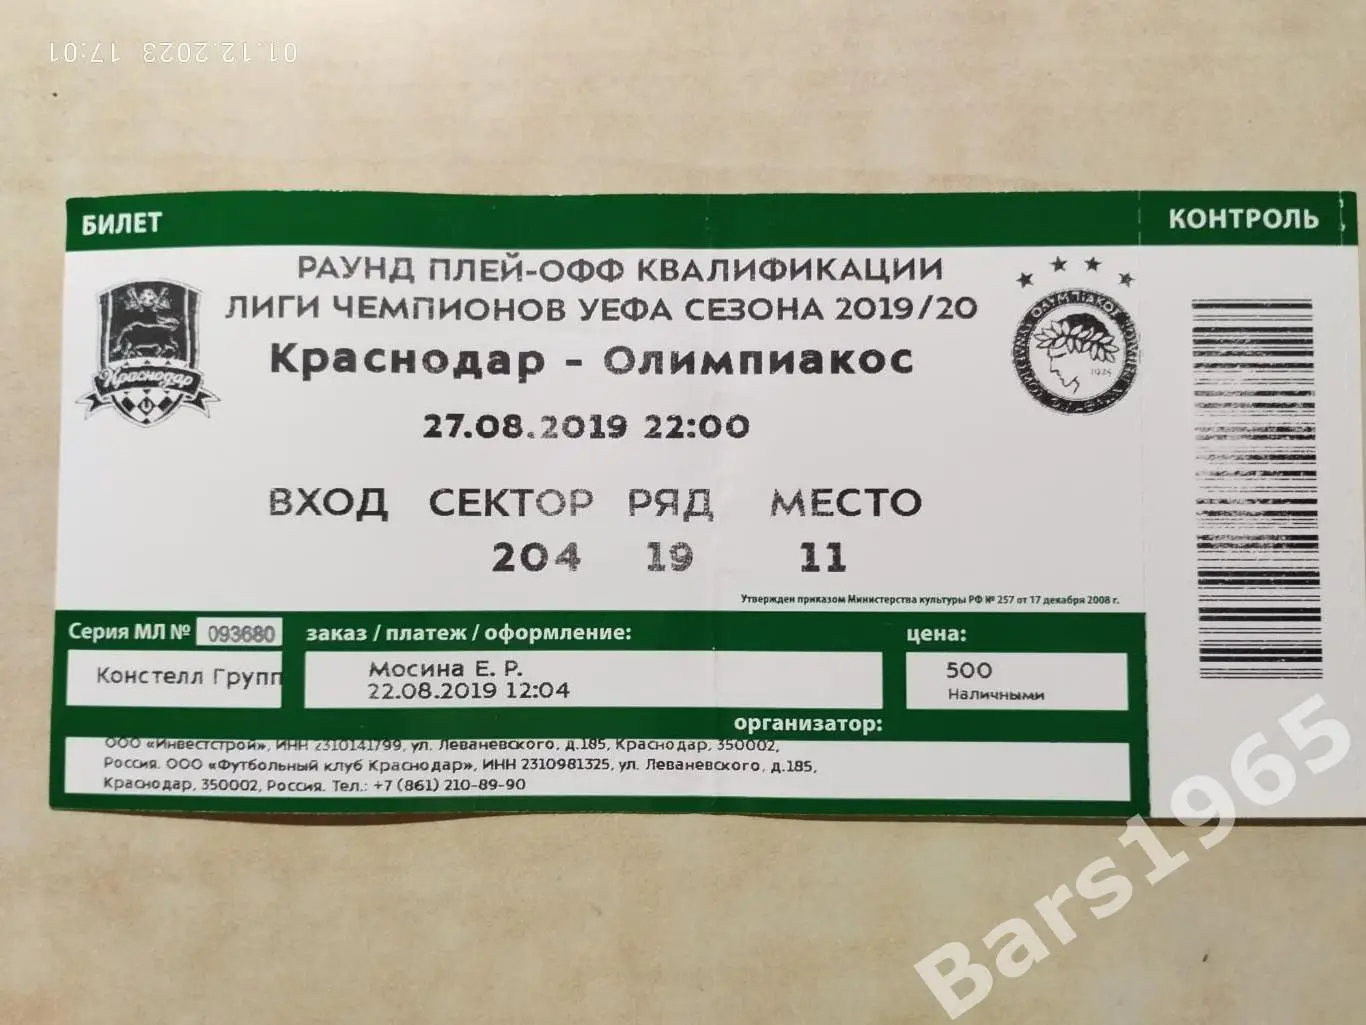 01.12.2023 17:01
БИЛЕТ
КОНТРОЛЬ
РАУНД ПЛЕЙ-ОФФ КВАЛИФИКАЦИИ
ЛИГИ ЧЕМПИОНОВ УЕФА СЕЗОНА 2019/20
Краснодар - Олимпиакос
Краснодар
1925
27.08.2019 22:00
ВХОД СЕКТОР РЯД МЕСТО
204 19 11
Утвержден приказом Министерства культуры РФ № 257 от 17 декабря 2008 г.
Серия МЛ № 093680 заказ / платеж / оформление: цена:
Констелл Групп
Мосина Е. Р.
22.08.2019 12:04
500
Наличными
организатор:
ООО «Инвестстрой», ИНН 2310141799, ул. Леваневского, д.185, Краснодар, 350002,
Россия. ООО «Футбольный клуб Краснодар», ИНН 2310981325, ул. Леваневского, д.185,
Краснодар, 350002, Россия. Тел.: +7 (861) 210-89-90
Bars1965